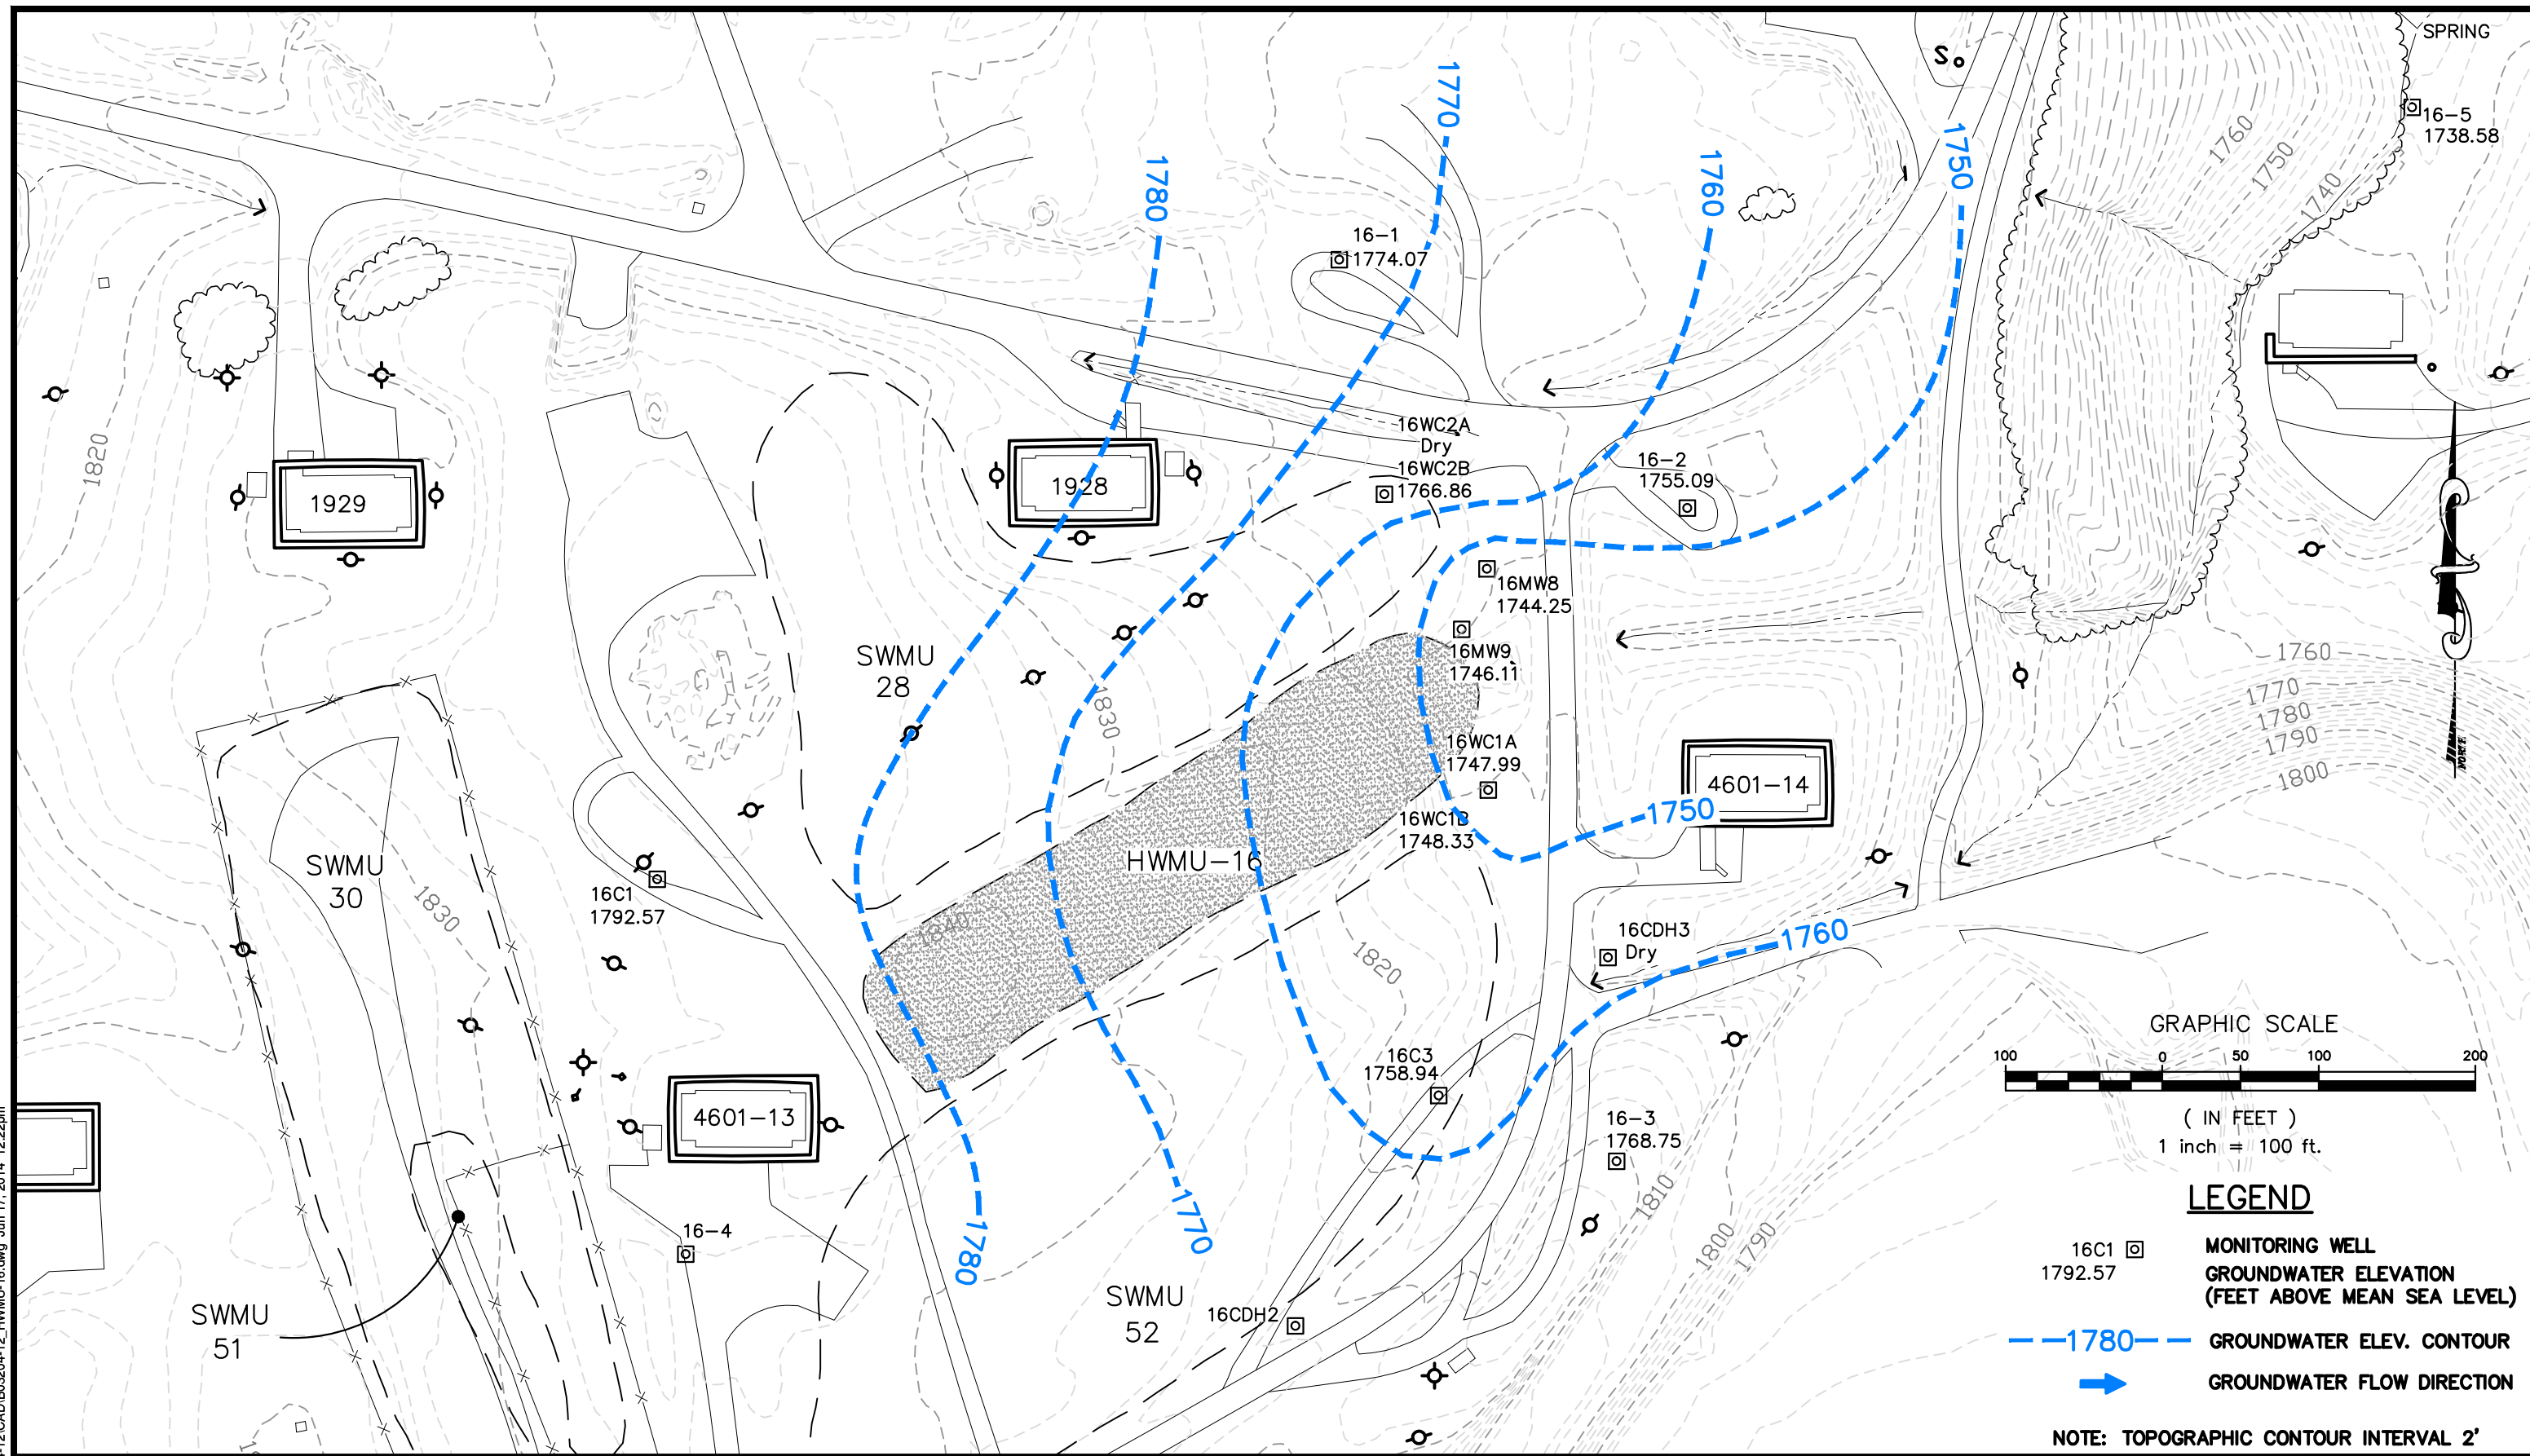 SPRING
S
16-5
1738.58
1770
1780
1760
1750
1760
1750
1740
16-1
1774.07
1820
16WC2A
Dry
16WC2B
1766.86
16-2
1755.09
1929
1928
16MW8
1744.25
16MW9
1746.11
SWMU
28
1830
1760
1770
1780
1790
1800
NORTH
16WC1A
1747.99
4601-14
1750
16WC1B
1748.33
HWMU-16
SWMU
30
1830
16C1
1792.57
1840
1820
16CDH3
Dry
1760
16C3
1758.94
4601-13
16-3
1768.75
1810
1800
1790
16-4
1780
1770
SWMU
51
SWMU
52
16CDH2
GRAPHIC SCALE
100 0 50 100 200
( IN FEET )
1 inch = 100 ft.
LEGEND
16C1
1792.57
MONITORING WELL
GROUNDWATER ELEVATION
(FEET ABOVE MEAN SEA LEVEL)
1780
GROUNDWATER ELEV. CONTOUR
GROUNDWATER FLOW DIRECTION
NOTE: TOPOGRAPHIC CONTOUR INTERVAL 2'